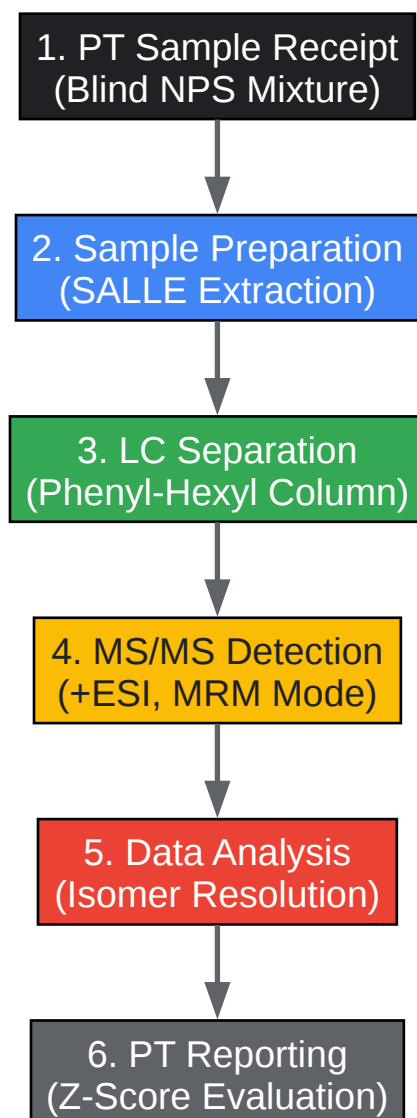 1. PT Sample Receipt
(Blind NPS Mixture)
2. Sample Preparation
(SALLE Extraction)
3. LC Separation
(Phenyl-Hexyl Column)
4. MS/MS Detection
(+ESI, MRM Mode)
5. Data Analysis
(Isomer Resolution)
6. PT Reporting
(Z-Score Evaluation)